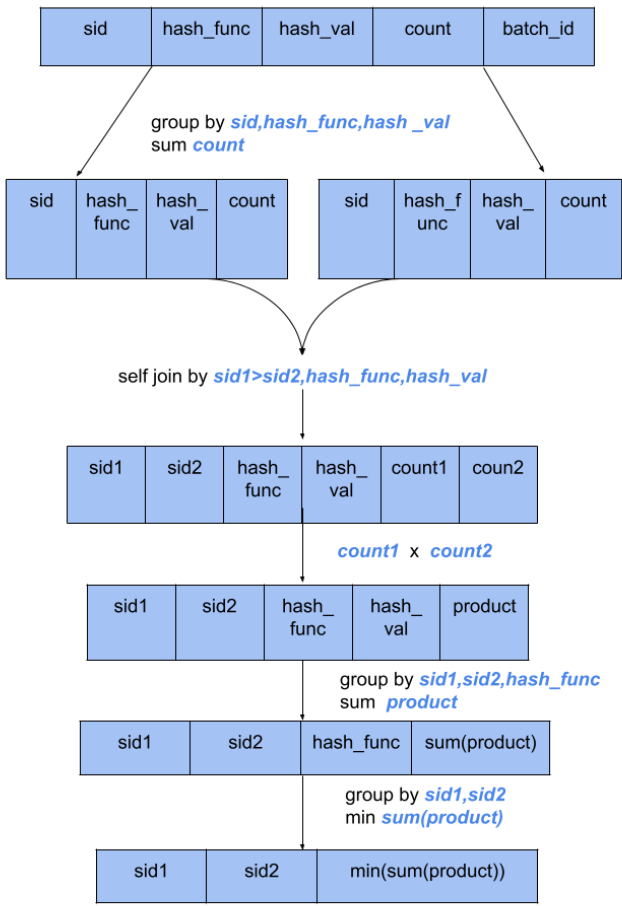 sid hash_func hash_val count batch_id
group by sid,hash_func,hash _val
sum count
sid hash_ hash_ count sid hash_f hash_ count
func val unc val
self join by sid1>sid2,hash_func,hash_val
sid1 sid2 hash_ hash_ count1 coun2
func val
count1 x count2
sid1 sid2 hash_ hash_ product
func val
group by sid1,sid2,hash_func
sum product
sid1 sid2 hash_func sum(product)
group by sid1,sid2
min sum(product)
sid1 sid2 min(sum(product))